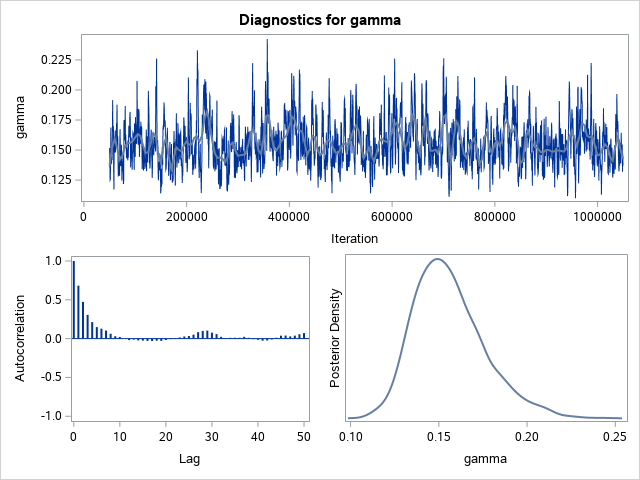 Diagnostics for gamma
gamma
0.225
0.200
0.175
0.150
0.125
0 200000 400000 600000 800000 1000000
Iteration
Autocorrelation
1.0
0.5
0.0
-0.5
-1.0
0 10 20 30 40 50
Lag
Posterior Density
0.10 0.15 0.20 0.25
gamma